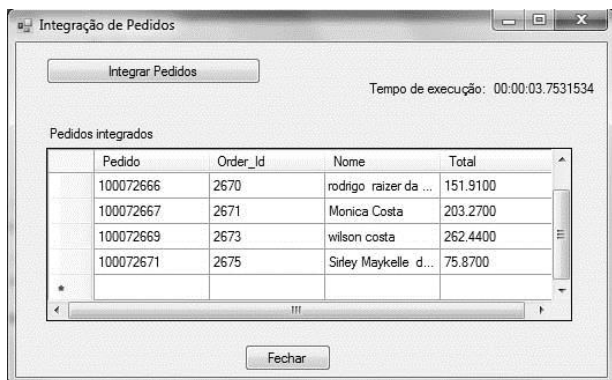 Integração de Pedidos
Integrar Pedidos
Tempo de execução: 00:00:03.7531534
Pedidos integrados
Pedido Order_Id Nome Total
100072666 2670 rodrigo raizer da ... 151.9100
100072667 2671 Monica Costa 203.2700
100072669 2673 wilson costa 262.4400
100072671 2675 Sirley Maykelle d... 75.8700
*
Fechar